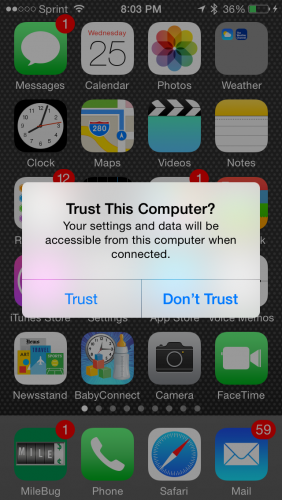 Sprint 8:03 PM 36%
1
Wednesday
25
Messages Calendar Photos Weather
280
Clock Maps Videos Notes
12 1
Trust This Computer?
Your settings and data will be
accessible from this computer when
connected.
Trust Don't Trust
iTunes Store Settings App Store Voice Memos
Newsstand BabyConnect Camera FaceTime
1 59
MILE
MileBug Phone Safari Mail